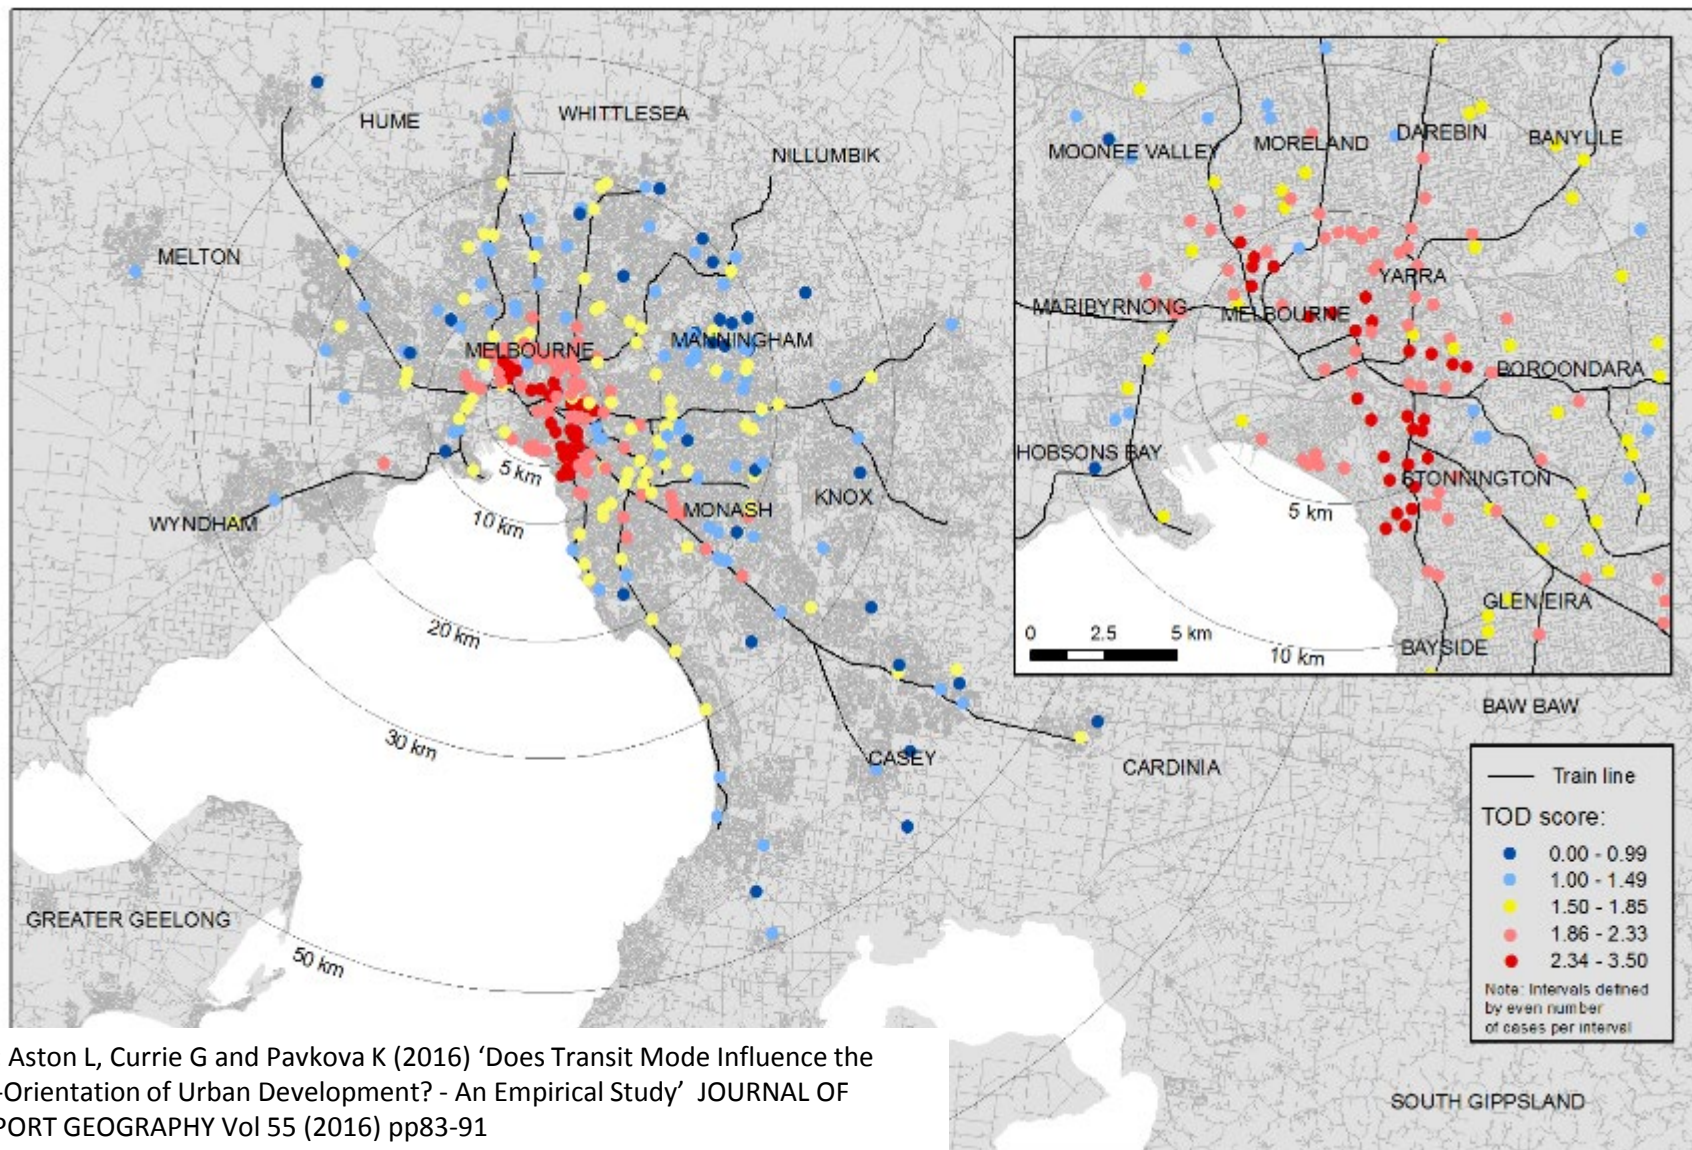 HUME
WHITTLESEA
NILLUMBIK
MELTON
MELBOURNE
MANNINGHAM
MONASH
KNOX
WYNDHAM
5 km
10 km
20 km
30 km
50 km
CASEY
CARDINIA
BAW BAW
GREATER GEELONG
SOUTH GIPPSLAND
MOONEE VALLEY
MORELAND
DAREBIN
BANYLLE
MARIBYRNONG
MELBOURNE
YARRA
BOROONDARA
HOBSONS BAY
STONNINGTON
5 km
GLEN EIRA
BAYSIDE
10 km
0 2.5 5 km
Train line
TOD score:
0.00 - 0.99
1.00 - 1.49
1.50 - 1.85
1.86 - 2.33
2.34 - 3.50
Note: Intervals defined
by even number
of cases per interval
Aston L, Currie G and Pavkova K (2016) ‘Does Transit Mode Influence the
-Orientation of Urban Development? - An Empirical Study’ JOURNAL OF
PORT GEOGRAPHY Vol 55 (2016) pp83-91